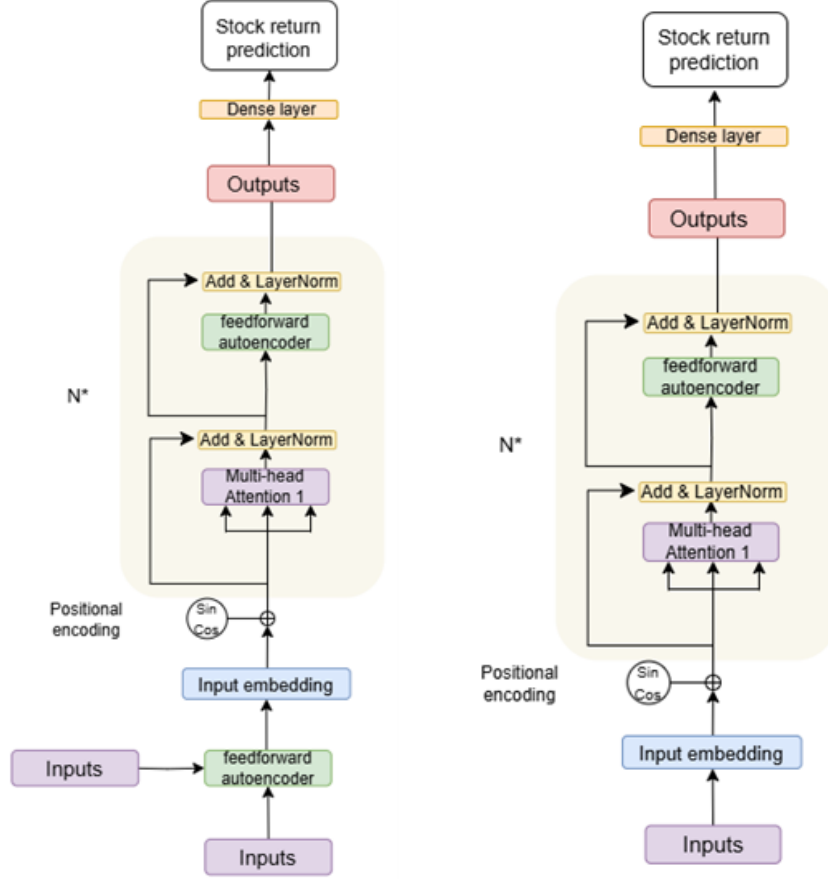 Stock return
prediction
Dense layer
Outputs
Add & LayerNorm
feedforward
autoencoder
N*
Add & LayerNorm
Multi-head
Attention 1
Positional
encoding
Sin
Cos
Input embedding
Inputs
feedforward
autoencoder
Inputs
Stock return
prediction
Dense layer
Outputs
Add & LayerNorm
feedforward
autoencoder
N*
Add & LayerNorm
Multi-head
Attention 1
Positional
encoding
Sin
Cos
Input embedding
Inputs